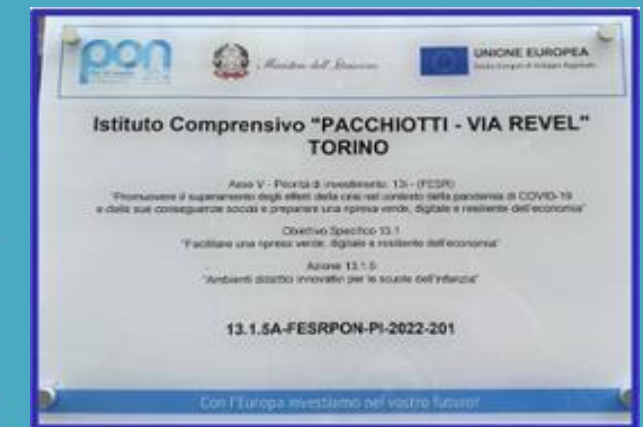 pon
Ministero dell'Istruzione
UNIONE EUROPEA
Istituto Comprensivo "PACCHIOTTI - VIA REVEL"
TORINO
Asse V - Priorità d'investimento: 13i - (FESR)
"Promuovere il superamento degli effetti della crisi nel contesto della pandemia di COVID-19
e delle sue conseguenze sociali e preparare una ripresa verde, digitale e resiliente dell'economia"
Obiettivo Specifico 13.1
"Facilitare una ripresa verde, digitale e resiliente dell'economia"
Azione 13.1.5
"Ambienti didattici innovativi per le scuole dell'infanzia"
13.1.5A-FESRPON-PI-2022-201
Con l'Europa investiamo nel vostro futuro!